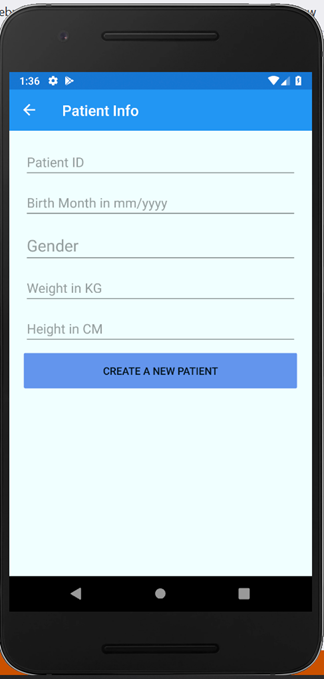 1:36
Patient Info
Patient ID
Birth Month in mm/yyyy
Gender
Weight in KG
Height in CM
CREATE A NEW PATIENT